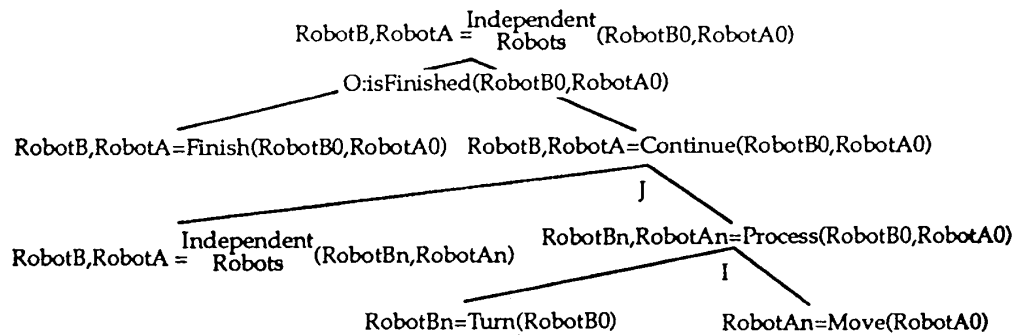 RobotB,RobotA = Independent Robots (RobotB0,RobotA0)
O:isFinished(RobotB0,RobotA0)
RobotB,RobotA=Finish(RobotB0,RobotA0) RobotB,RobotA=Continue(RobotB0,RobotA0)
J
RobotB,RobotA = Independent Robots (RobotBn,RobotAn) RobotBn,RobotAn=Process(RobotB0,RobotA0)
I
RobotBn=Turn(RobotB0) RobotAn=Move(RobotA0)